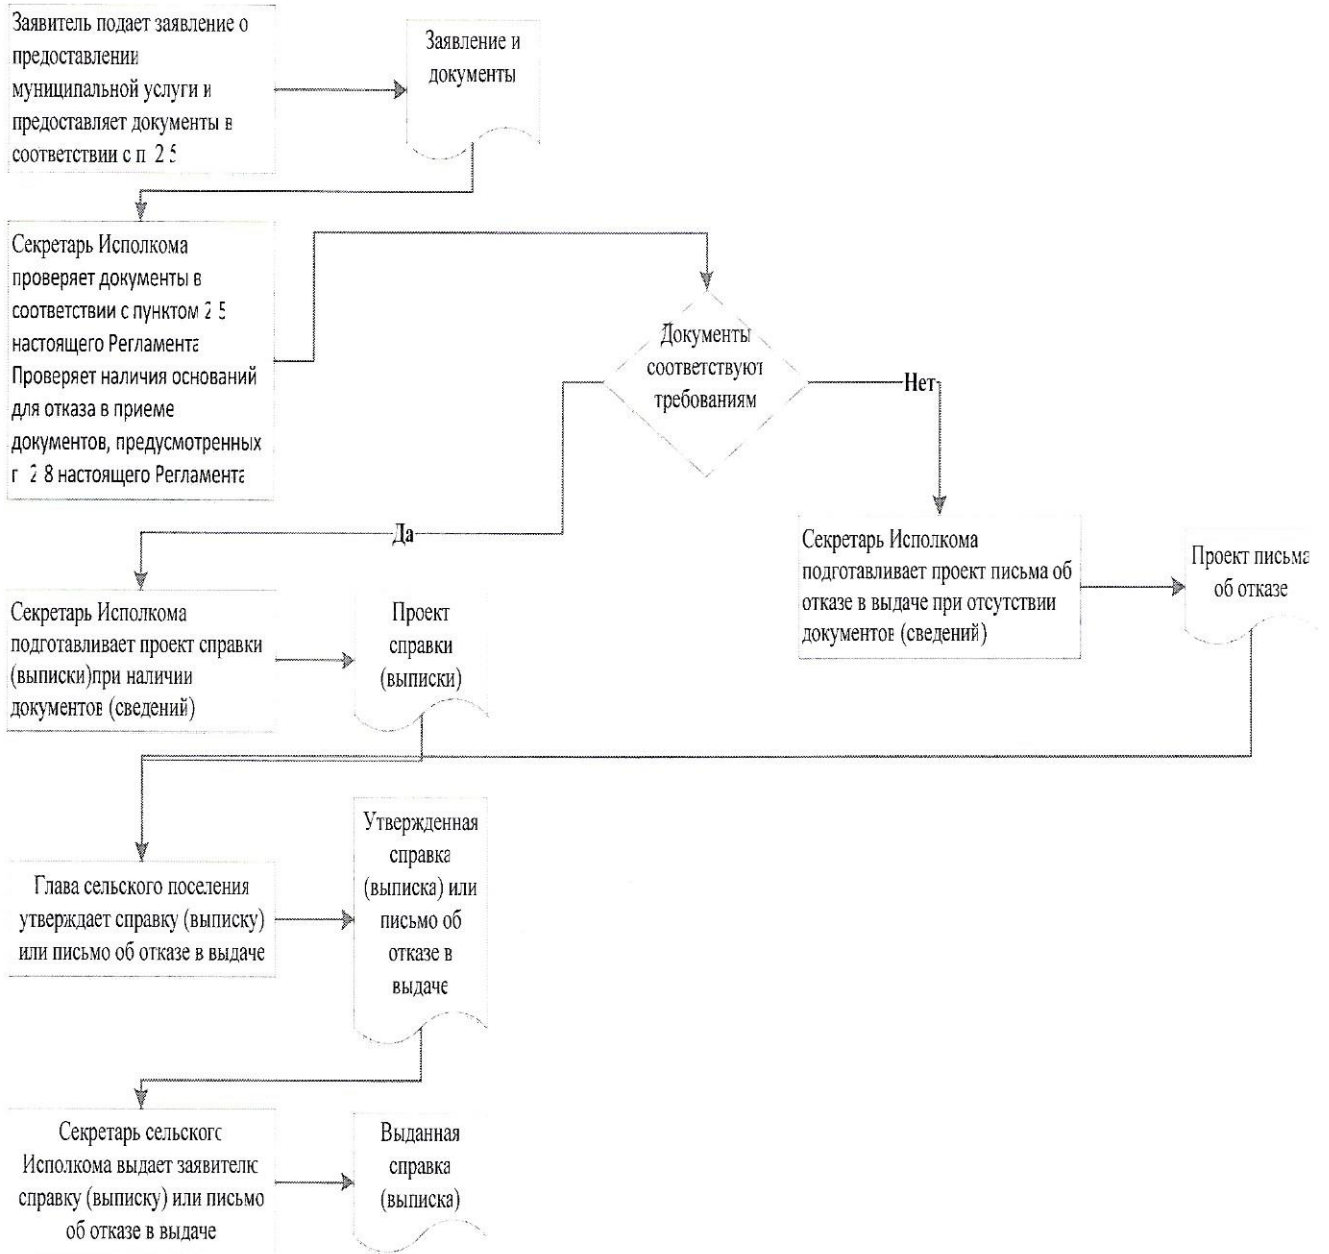 Заявитель подает заявление о
предоставлении
муниципальной услуги и
предоставляет документы в
соответствии с п 2 5
Заявление и
документы
Секретарь Исполкома
проверяет документы в
соответствии с пунктом 2 5
настоящего Регламента
Проверяет наличия оснований
для отказа в приеме
документов, предусмотренных
г 2 8 настоящего Регламента
Документы
соответствуют
требованиям
Нет
Да
Секретарь Исполкома
подготавливает проект письма об
отказе в выдаче при отсутствии
документов (сведений)
Проект письма
об отказе
Секретарь Исполкома
подготавливает проект справки
(выписки)при наличии
документов (сведений)
Проект
справки
(выписки)
Глава сельского поселения
утверждает справку (выписку)
или письмо об отказе в выдаче
Утвержденная
справка
(выписка) или
письмо об
отказе в
выдаче
Секретарь сельского
Исполкома выдает заявителю
справку (выписку) или письмо
об отказе в выдаче
Выданная
справка
(выписка)